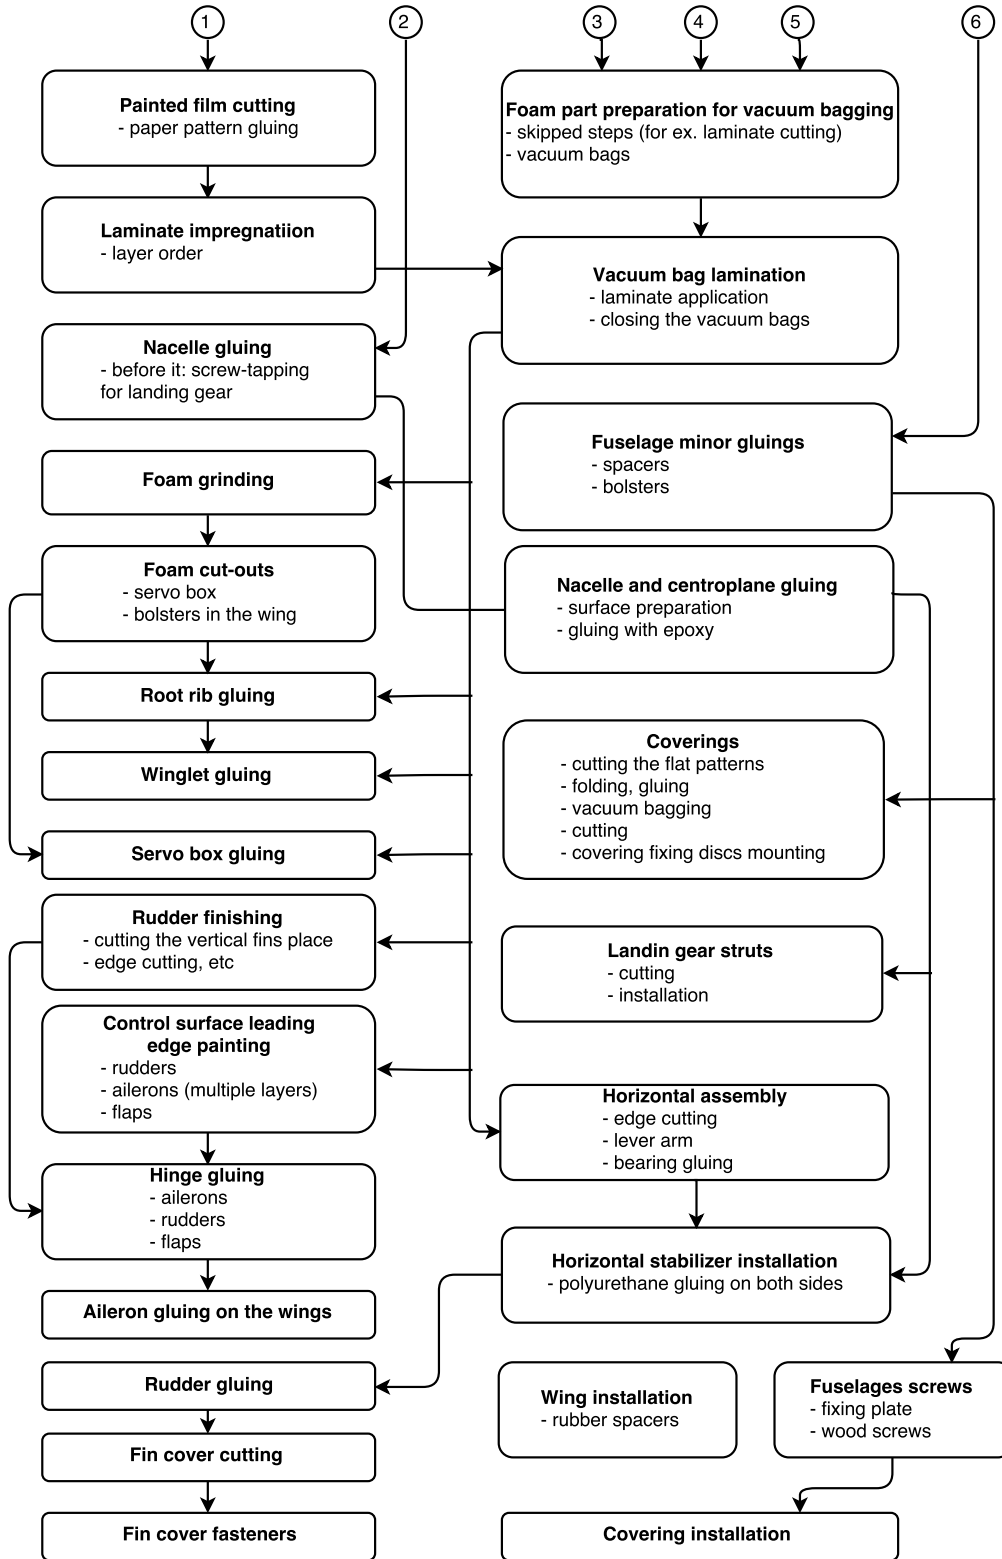 1
2
3
4
5
6
Painted film cutting
- paper pattern gluing
Laminate impregnatiion
- layer order
Nacelle gluing
- before it: screw-tapping
for landing gear
Foam grinding
Foam cut-outs
- servo box
- bolsters in the wing
Root rib gluing
Winglet gluing
Servo box gluing
Rudder finishing
- cutting the vertical fins place
- edge cutting, etc
Control surface leading
edge painting
- rudders
- ailerons (multiple layers)
- flaps
Hinge gluing
- ailerons
- rudders
- flaps
Aileron gluing on the wings
Rudder gluing
Fin cover cutting
Fin cover fasteners
Foam part preparation for vacuum bagging
- skipped steps (for ex. laminate cutting)
- vacuum bags
Vacuum bag lamination
- laminate application
- closing the vacuum bags
Fuselage minor gluings
- spacers
- bolsters
Nacelle and centroplane gluing
- surface preparation
- gluing with epoxy
Coverings
- cutting the flat patterns
- folding, gluing
- vacuum bagging
- cutting
- covering fixing discs mounting
Landin gear struts
- cutting
- installation
Horizontal assembly
- edge cutting
- lever arm
- bearing gluing
Horizontal stabilizer installation
- polyurethane gluing on both sides
Wing installation
- rubber spacers
Fuselages screws
- fixing plate
- wood screws
Covering installation